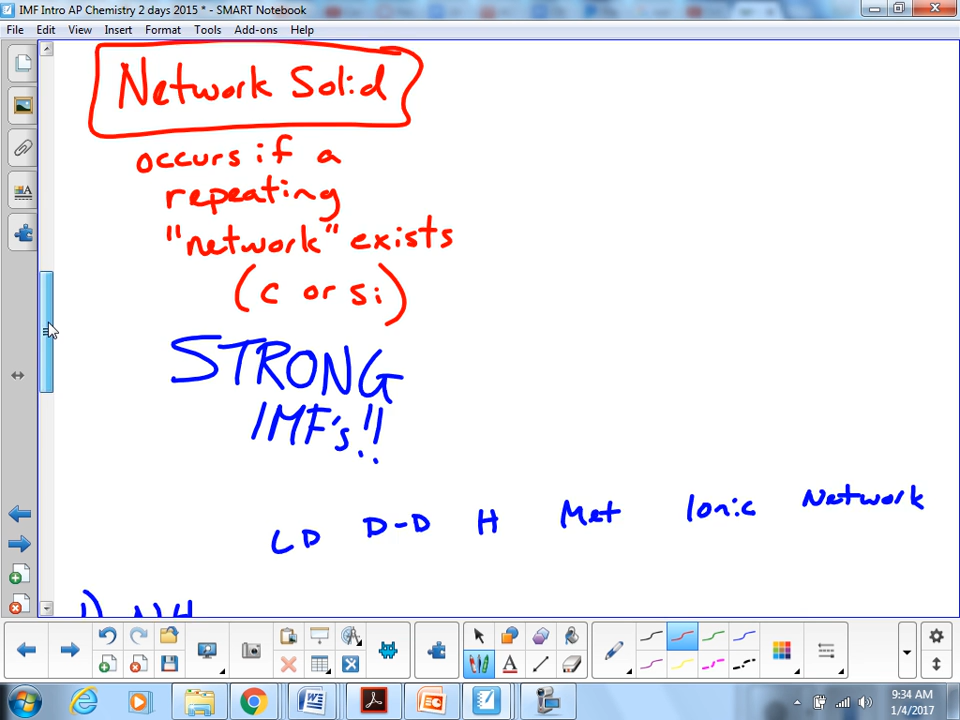 IMF Intro AP Chemistry 2 days 2015 * - SMART Notebook
File Edit View Insert Format Tools Add-ons Help
Network Solid
occurs if a
repeating
"network" exists
(C or Si)
STRONG
IMF's!!
LD D-D H Met Ionic Network
1) NH
9:34 AM
1/4/2017